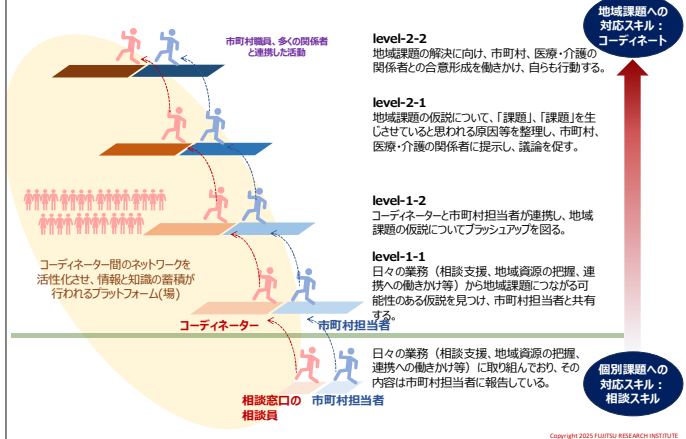 地域課題への
対応スキル：
コーディネート
市町村職員、多くの関係者
と連携した活動
level-2-2
地域課題の解決に向け、市町村、医療・介護の
関係者との合意形成を働きかけ、自らも行動する。
level-2-1
地域課題の仮説について、「課題」、「課題」を生
じさせていると思われる原因等を整理し、市町村、
医療・介護の関係者に提示し、議論を促す。
level-1-2
コーディネーターと市町村担当者が連携し、地域
課題の仮説についてブラッシュアップを図る。
level-1-1
日々の業務（相談支援、地域資源の把握、連
携への働きかけ等）から地域課題につながる可
能性のある仮説を見つけ、市町村担当者と共有
する。
コーディネーター間のネットワークを
活性化させ、情報と知識の蓄積が
行われるプラットフォーム(場)
コーディネーター
市町村担当者
日々の業務（相談支援、地域資源の把握、
連携への働きかけ等）に取り組んでおり、その
内容は市町村担当者に報告している。
相談窓口の
相談員
市町村担当者
個別課題への
対応スキル：
相談スキル
Copyright 2025 FUJITSU RESEARCH INSTITUTE